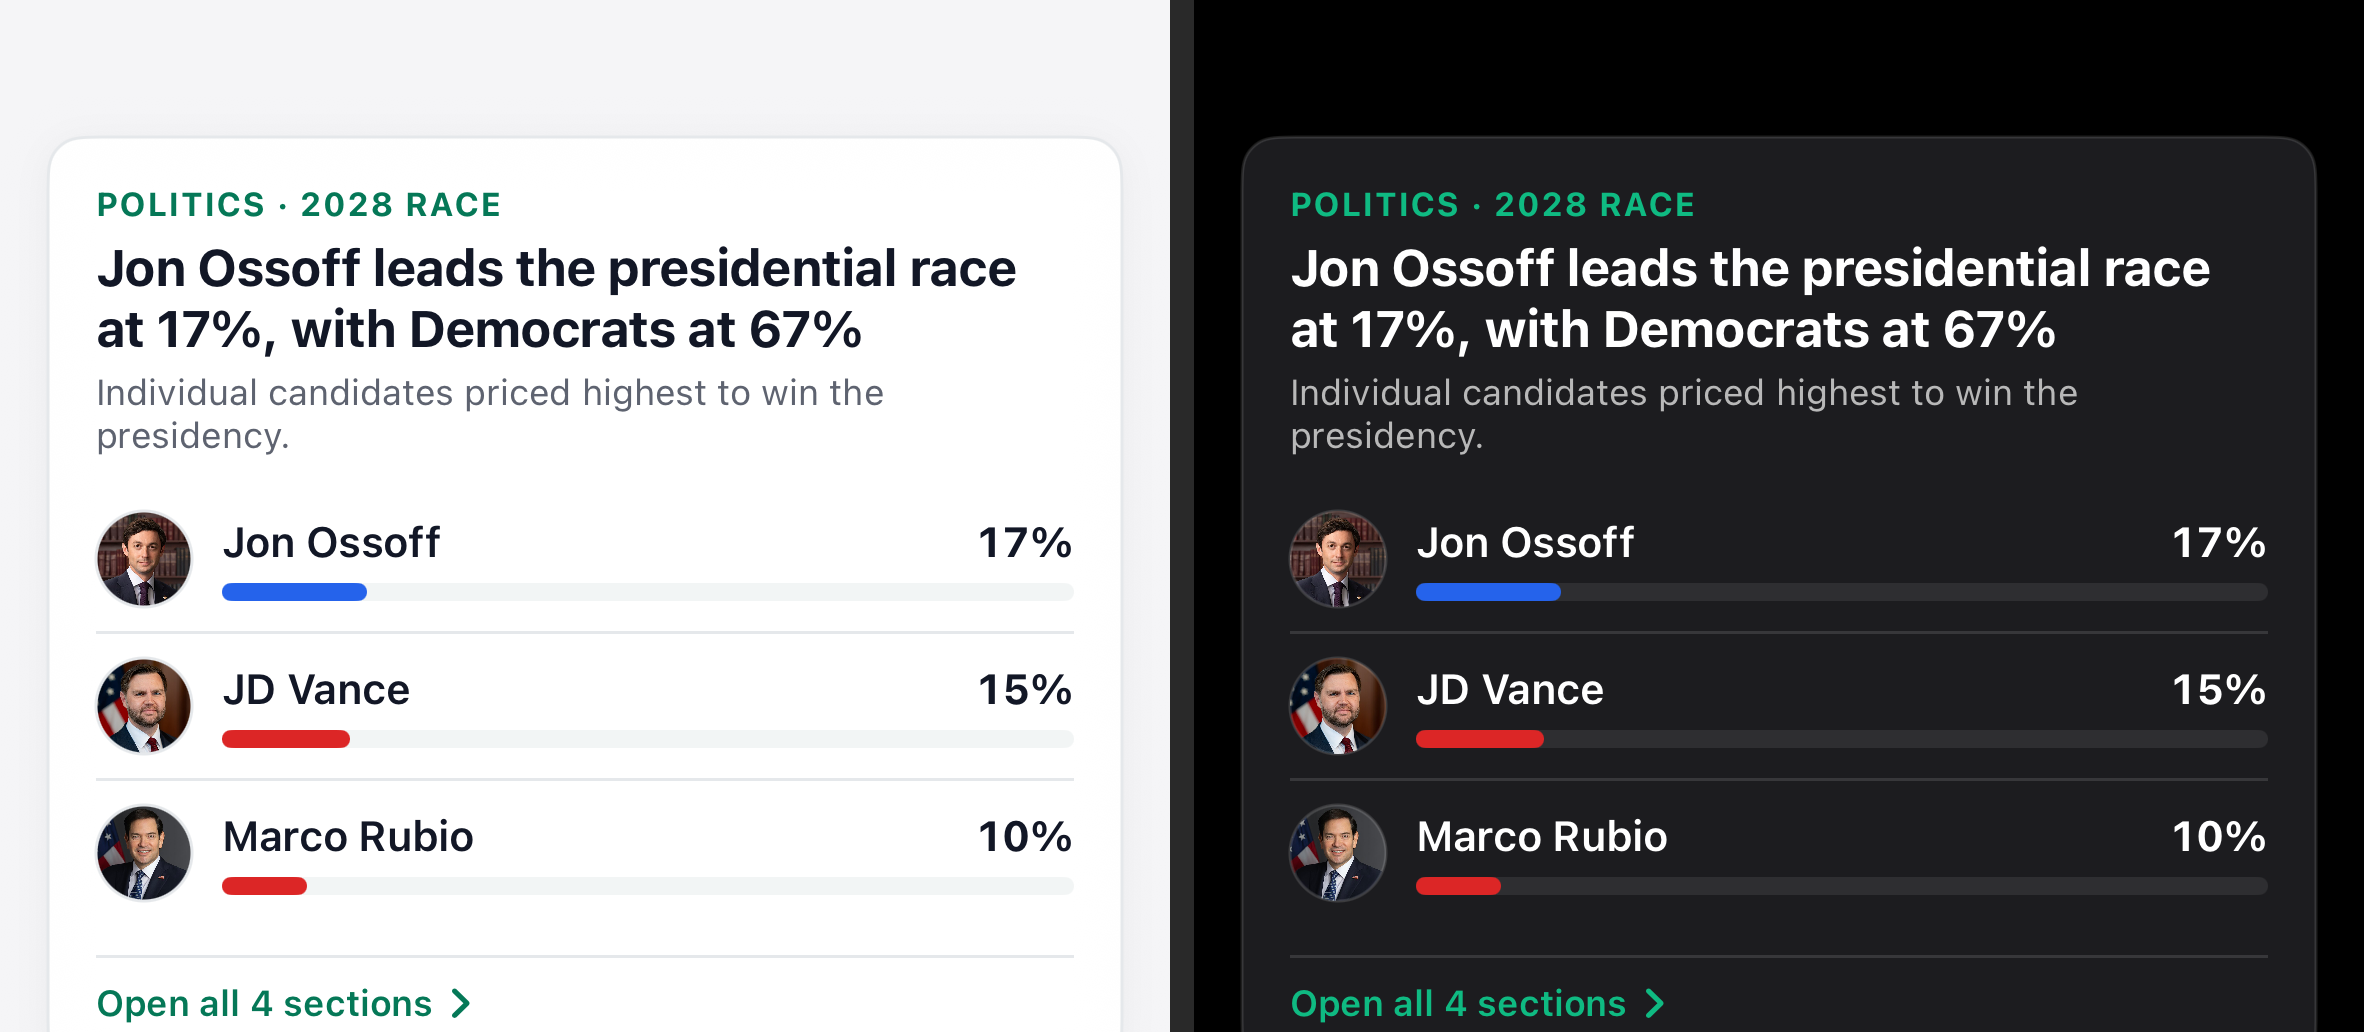 POLITICS · 2028 RACE
Jon Ossoff leads the presidential race
at 17%, with Democrats at 67%
Individual candidates priced highest to win the
presidency.
Jon Ossoff 17%
JD Vance 15%
Marco Rubio 10%
Open all 4 sections
POLITICS · 2028 RACE
Jon Ossoff leads the presidential race
at 17%, with Democrats at 67%
Individual candidates priced highest to win the
presidency.
Jon Ossoff 17%
JD Vance 15%
Marco Rubio 10%
Open all 4 sections